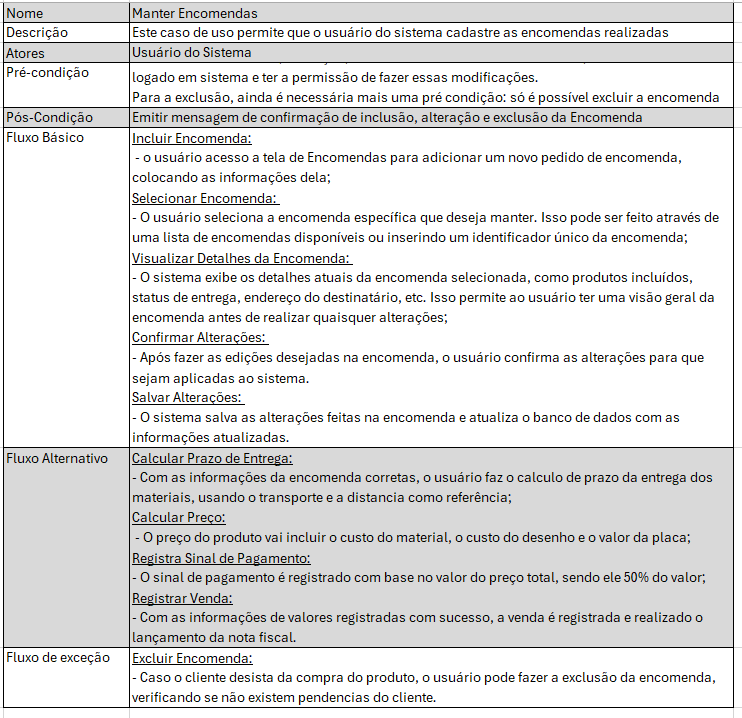 Nome Manter Encomendas
Descrição Este caso de uso permite que o usuário do sistema cadastre as encomendas realizadas
Atores Usuário do Sistema
Pré-condição
logado em sistema e ter a permissão de fazer essas modificações.
Para a exclusão, ainda é necessária mais uma pré condição: só é possível excluir a encomenda
Pós-Condição Emitir mensagem de confirmação de inclusão, alteração e exclusão da Encomenda
Fluxo Básico Incluir Encomenda:
- o usuário acesso a tela de Encomendas para adicionar um novo pedido de encomenda,
colocando as informações dela;
Selecionar Encomenda:
- O usuário seleciona a encomenda específica que deseja manter. Isso pode ser feito através de
uma lista de encomendas disponíveis ou inserindo um identificador único da encomenda;
Visualizar Detalhes da Encomenda:
- O sistema exibe os detalhes atuais da encomenda selecionada, como produtos incluídos,
status de entrega, endereço do destinatário, etc. Isso permite ao usuário ter uma visão geral da
encomenda antes de realizar quaisquer alterações;
Confirmar Alterações:
- Após fazer as edições desejadas na encomenda, o usuário confirma as alterações para que
sejam aplicadas ao sistema.
Salvar Alterações:
- O sistema salva as alterações feitas na encomenda e atualiza o banco de dados com as
informações atualizadas.
Fluxo Alternativo Calcular Prazo de Entrega:
- Com as informações da encomenda corretas, o usuário faz o calculo de prazo da entrega dos
materiais, usando o transporte e a distancia como referência;
Calcular Preço:
- O preço do produto vai incluir o custo do material, o custo do desenho e o valor da placa;
Registra Sinal de Pagamento:
- O sinal de pagamento é registrado com base no valor do preço total, sendo ele 50% do valor;
Registrar Venda:
- Com as informações de valores registradas com sucesso, a venda é registrada e realizado o
lançamento da nota fiscal.
Fluxo de exceção Excluir Encomenda:
- Caso o cliente desista da compra do produto, o usuário pode fazer a exclusão da encomenda,
verificando se não existem pendencias do cliente.